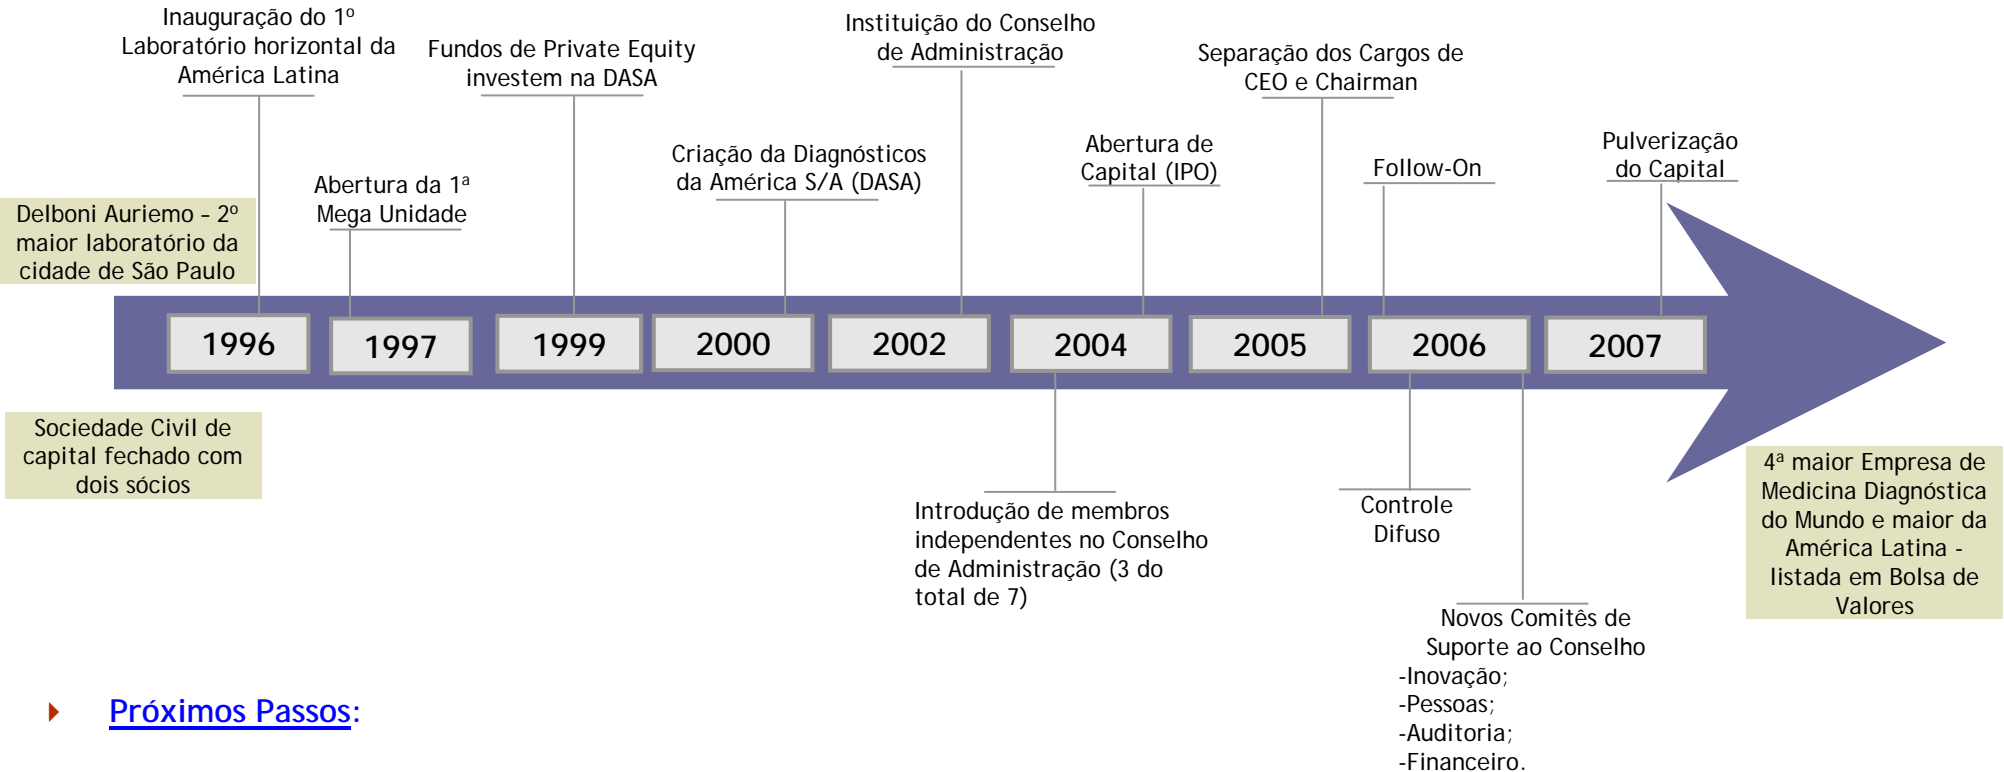 Inauguração do 1º
Laboratório horizontal da
América Latina
Fundos de Private Equity
investem na DASA
Instituição do Conselho
de Administração
Separação dos Cargos de
CEO e Chairman
Abertura da 1ª
Mega Unidade
Criação da Diagnósticos
da América S/A (DASA)
Abertura de
Capital (IPO)
Follow-On
Pulverização
do Capital
Delboni Auriemo – 2º
maior laboratório da
cidade de São Paulo
1996
1997
1999
2000
2002
2004
2005
2006
2007
Sociedade Civil de
capital fechado com
dois sócios
Introdução de membros
independentes no Conselho
de Administração (3 do
total de 7)
Controle
Difuso
Novos Comitês de
Suporte ao Conselho
-Inovação;
-Pessoas;
-Auditoria;
-Financeiro.
4ª maior Empresa de
Medicina Diagnóstica
do Mundo e maior da
América Latina -
listada em Bolsa de
Valores
Próximos Passos: